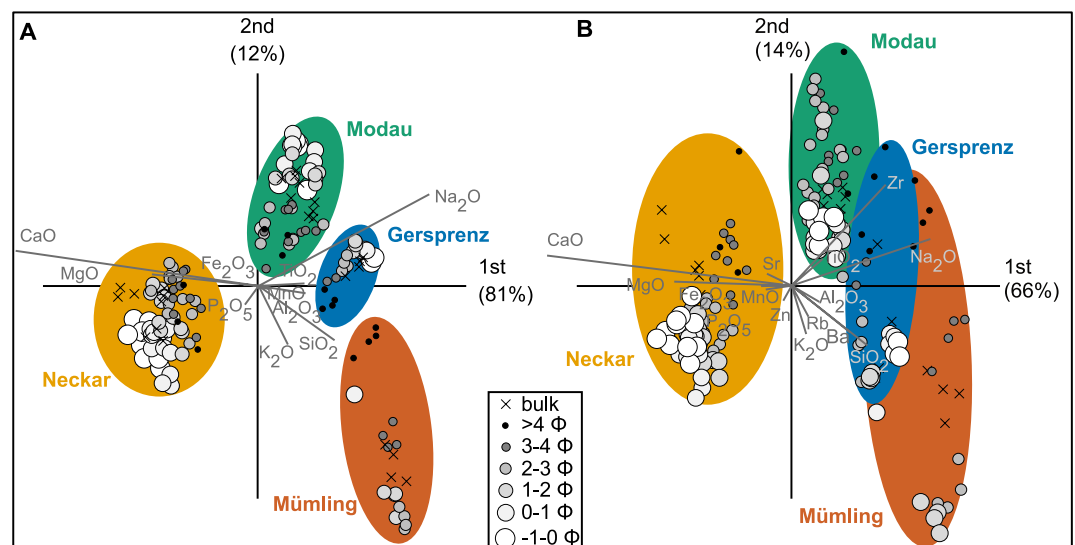 A
2nd
(12%)
Modau
Na₂O
Gersprenz
CaO
MgO
Fe₂O₃
TiO₂
1st
(81%)
MnO
P₂O₅
Al₂O₃
K₂O
SiO₂
Neckar
Mümling
B
2nd
(14%)
Modau
Gersprenz
Zr
CaO
Na₂O
TiO₂
Sr
1st
(66%)
MgO
Fe₂O₃
MnO
Al₂O₃
P₂O₅
Zn
Rb
K₂O
Ba
SiO₂
Neckar
Mümling
bulk
>4 Φ
3-4 Φ
2-3 Φ
1-2 Φ
0-1 Φ
-1-0 Φ